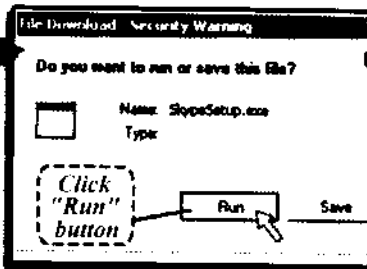 File Download - Security Warning
Do you want to run or save this file?
Name: SkypeSetup.exe
Type:
Click
"Run"
button
Run
Save